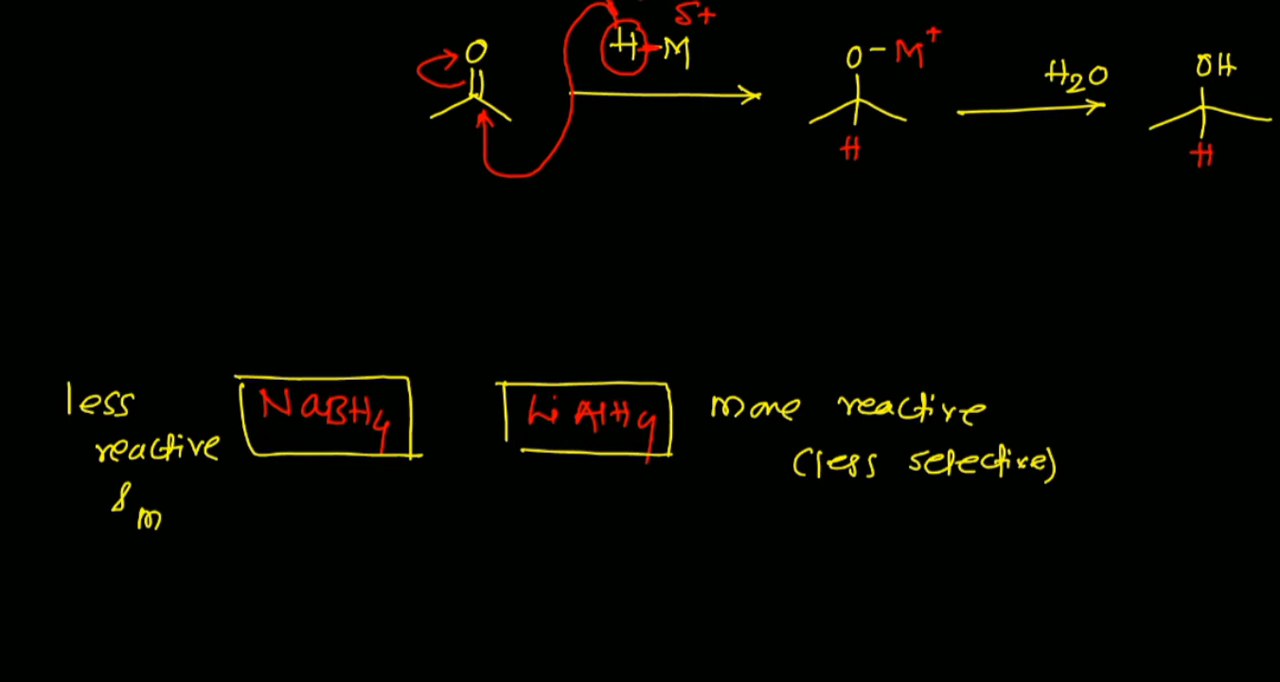 δ+
O H-M O-M+ H2O OH
H H
less NaBH4 LiAlH4 more reactive
reactive (less selective)
& m